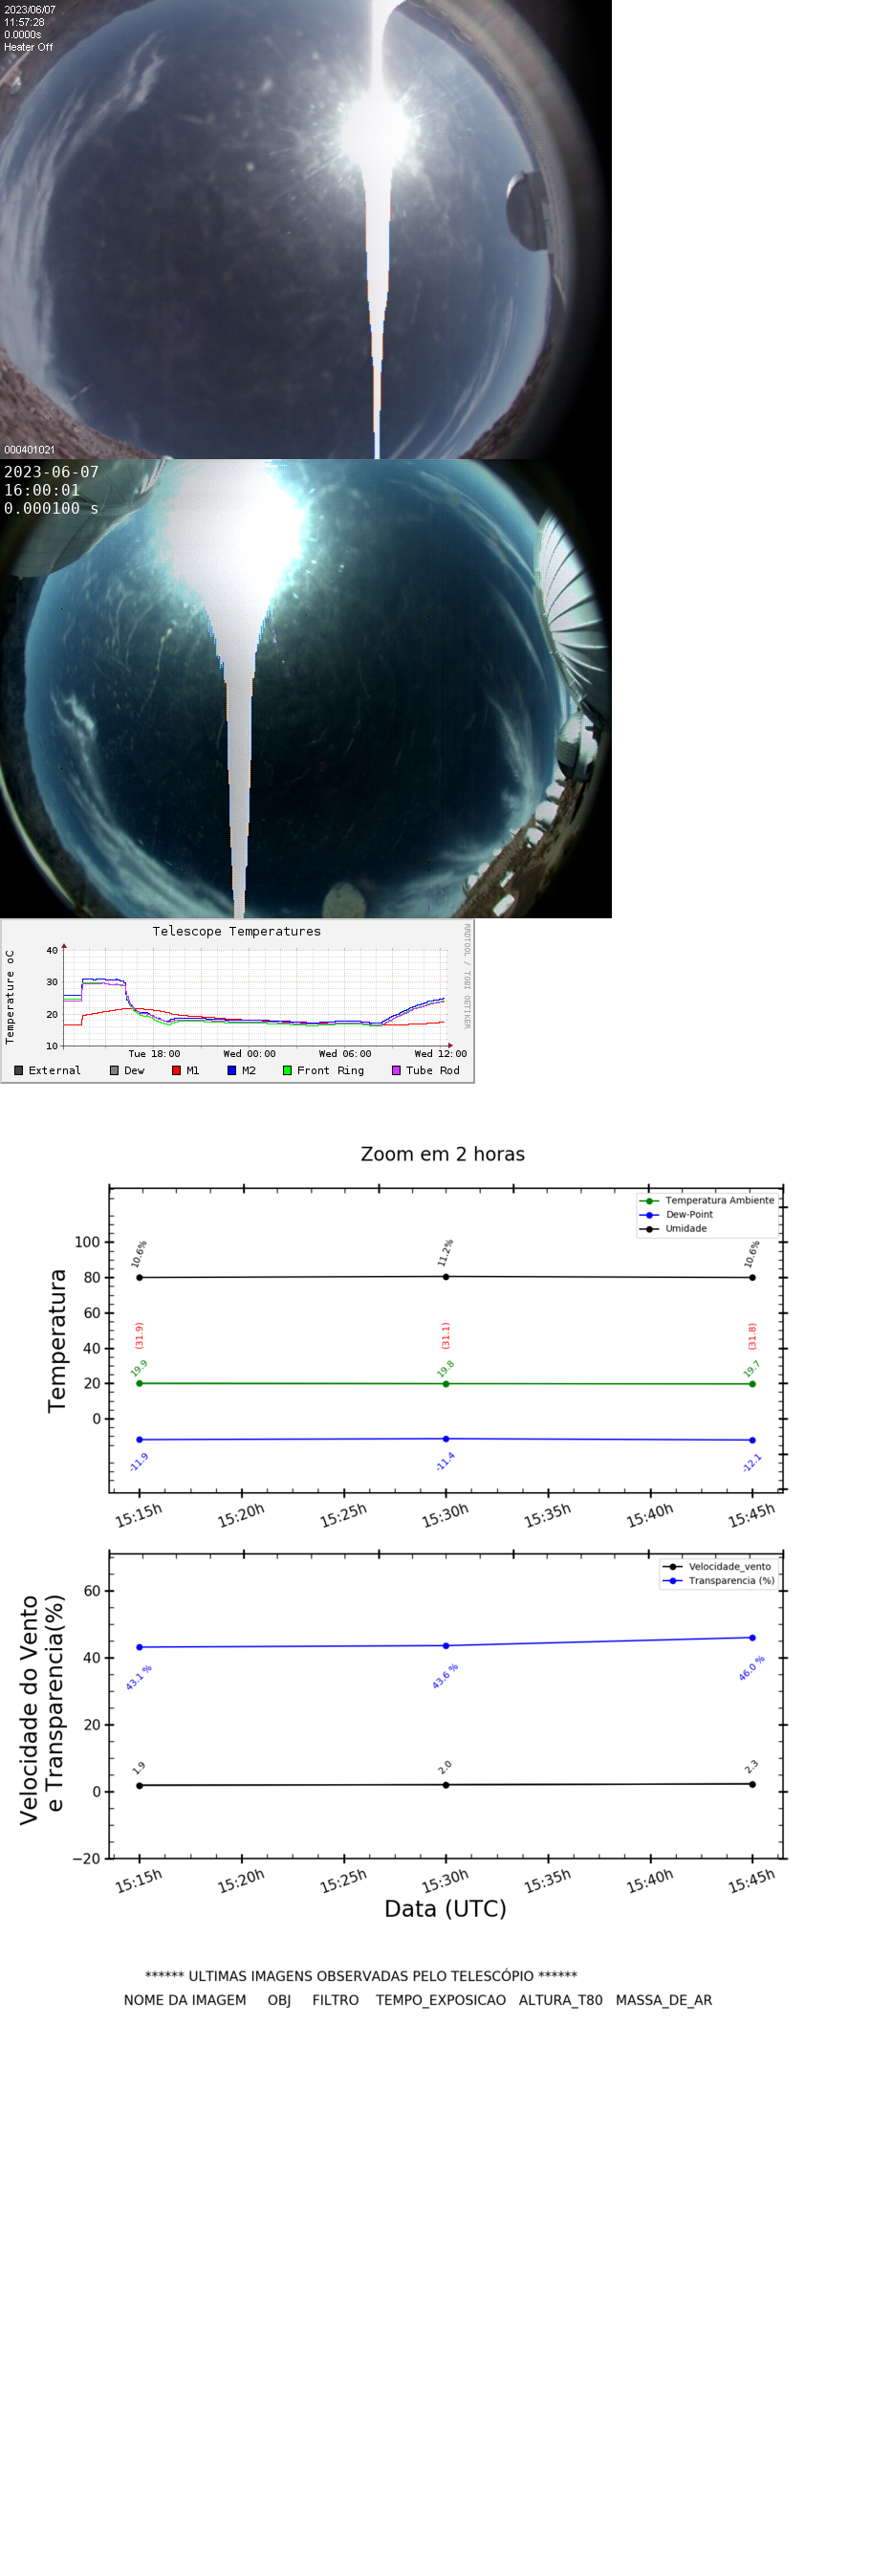 2023/06/07
11:57:28
0.0000s
Heater Off
000401021
2023-06-07
16:00:01
0.000100 s
Telescope Temperatures
RRDTOOL / TOBI OETIKER
Temperature oC
40
30
20
10
Tue 18:00 Wed 00:00 Wed 06:00 Wed 12:00
External Dew M1 M2 Front Ring Tube Rod
Zoom em 2 horas
Temperatura Ambiente
Dew-Point
Umidade
Temperatura
100
80
60
40
20
0
10.6% 11.2% 10.6%
(31.9) (31.1) (31.8)
19.9 19.8 19.7
-11.9 -11.4 -12.1
15:15h 15:20h 15:25h 15:30h 15:35h 15:40h 15:45h
Velocidade_vento
Transparencia (%)
Velocidade do Vento
e Transparencia(%)
60
40
20
0
−20
43.1 % 43.6 % 46.0 %
1.9 2.0 2.3
15:15h 15:20h 15:25h 15:30h 15:35h 15:40h 15:45h
Data (UTC)
****** ULTIMAS IMAGENS OBSERVADAS PELO TELESCÓPIO ******
NOME DA IMAGEM OBJ FILTRO TEMPO_EXPOSICAO ALTURA_T80 MASSA_DE_AR